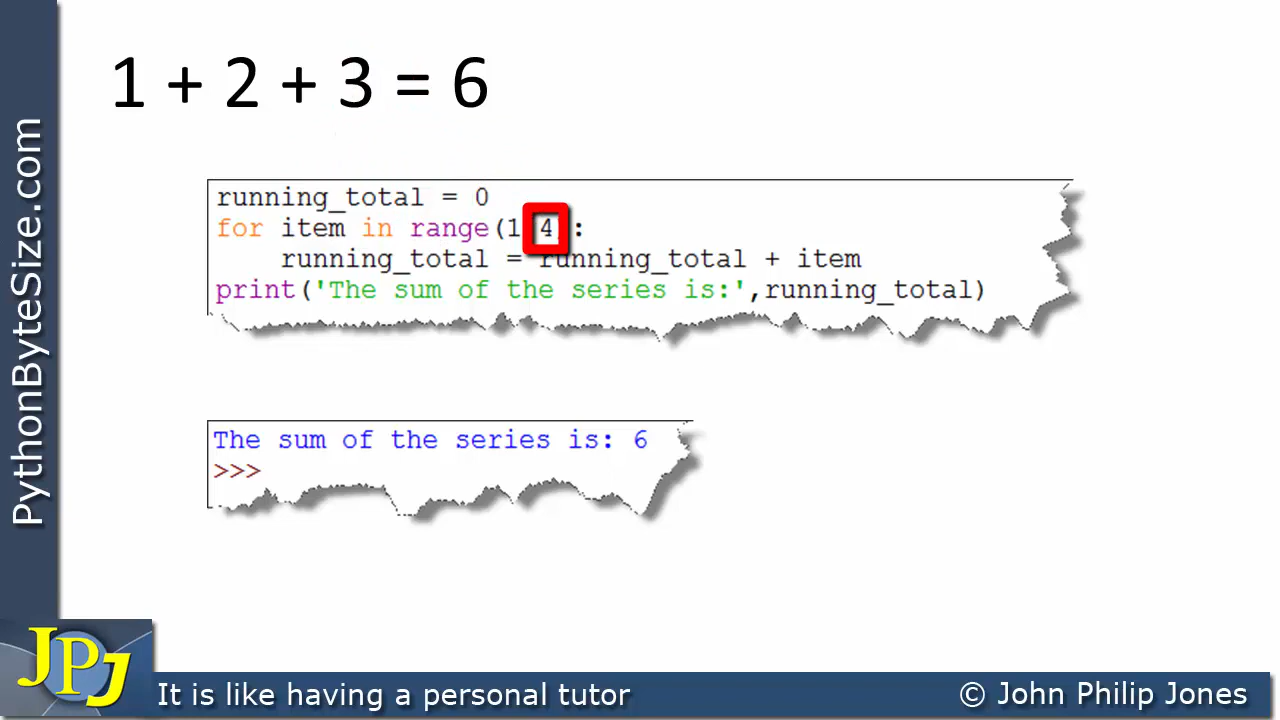 1 + 2 + 3 = 6
running_total = 0
for item in range(1 4 :
running_total = running_total + item
print('The sum of the series is:',running_total)
The sum of the series is: 6
>>>
PythonByteSize.com
JPJ
It is like having a personal tutor
© John Philip Jones